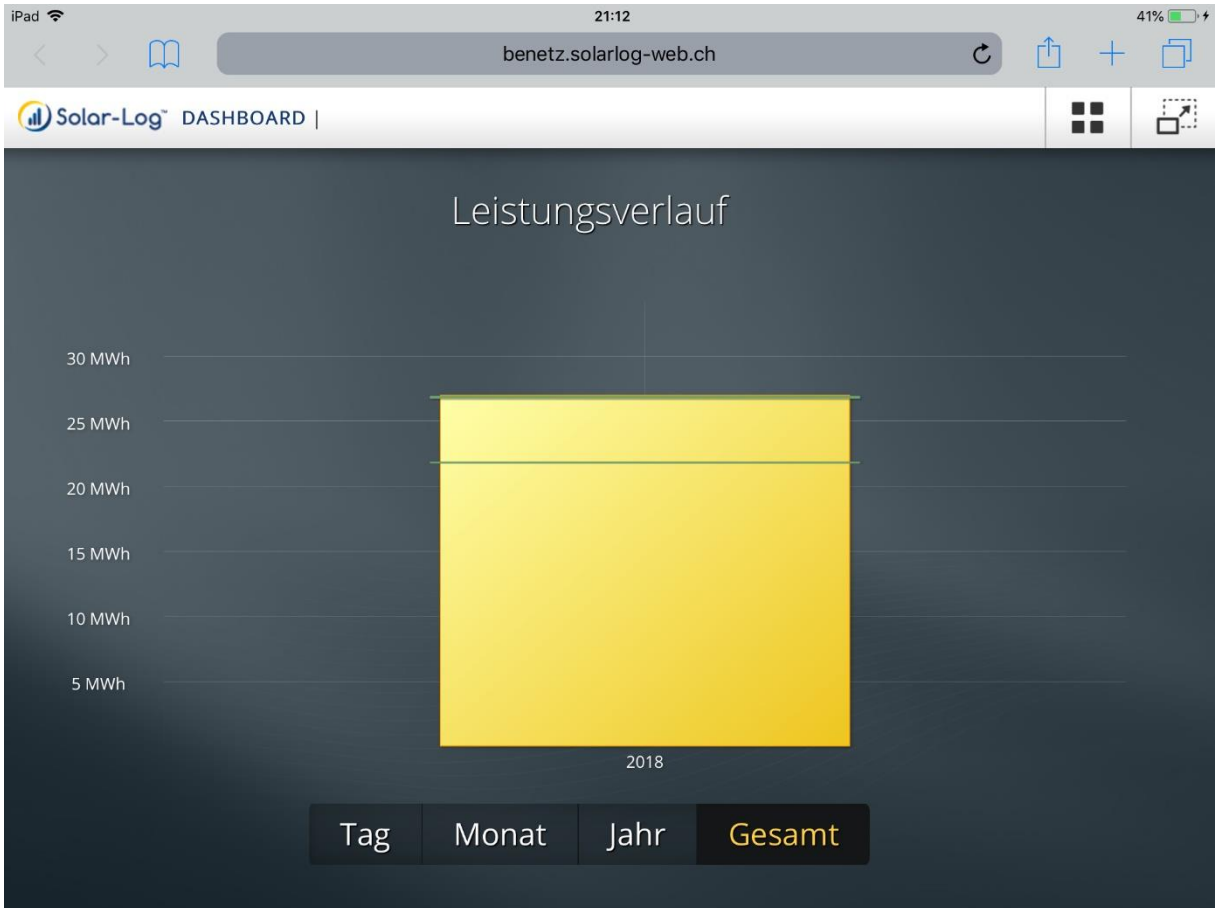 iPad 21:12 41%
benetz.solarlog-web.ch
Solar-Log™ DASHBOARD |
Leistungsverlauf
30 MWh
25 MWh
20 MWh
15 MWh
10 MWh
5 MWh
2018
Tag Monat Jahr Gesamt